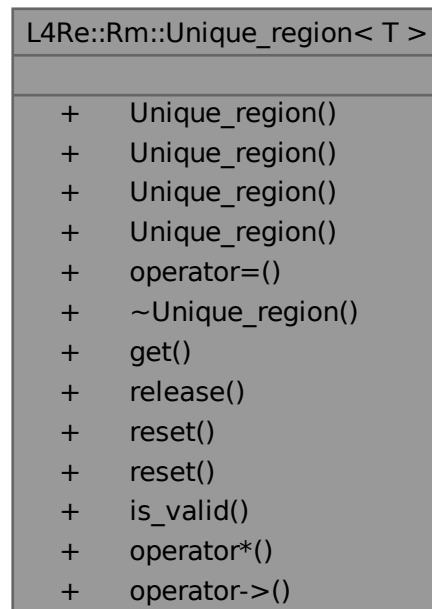 L4Re::Rm::Unique_region< T >
+ Unique_region()
+ Unique_region()
+ Unique_region()
+ Unique_region()
+ operator=()
+ ~Unique_region()
+ get()
+ release()
+ reset()
+ reset()
+ is_valid()
+ operator*()
+ operator->()